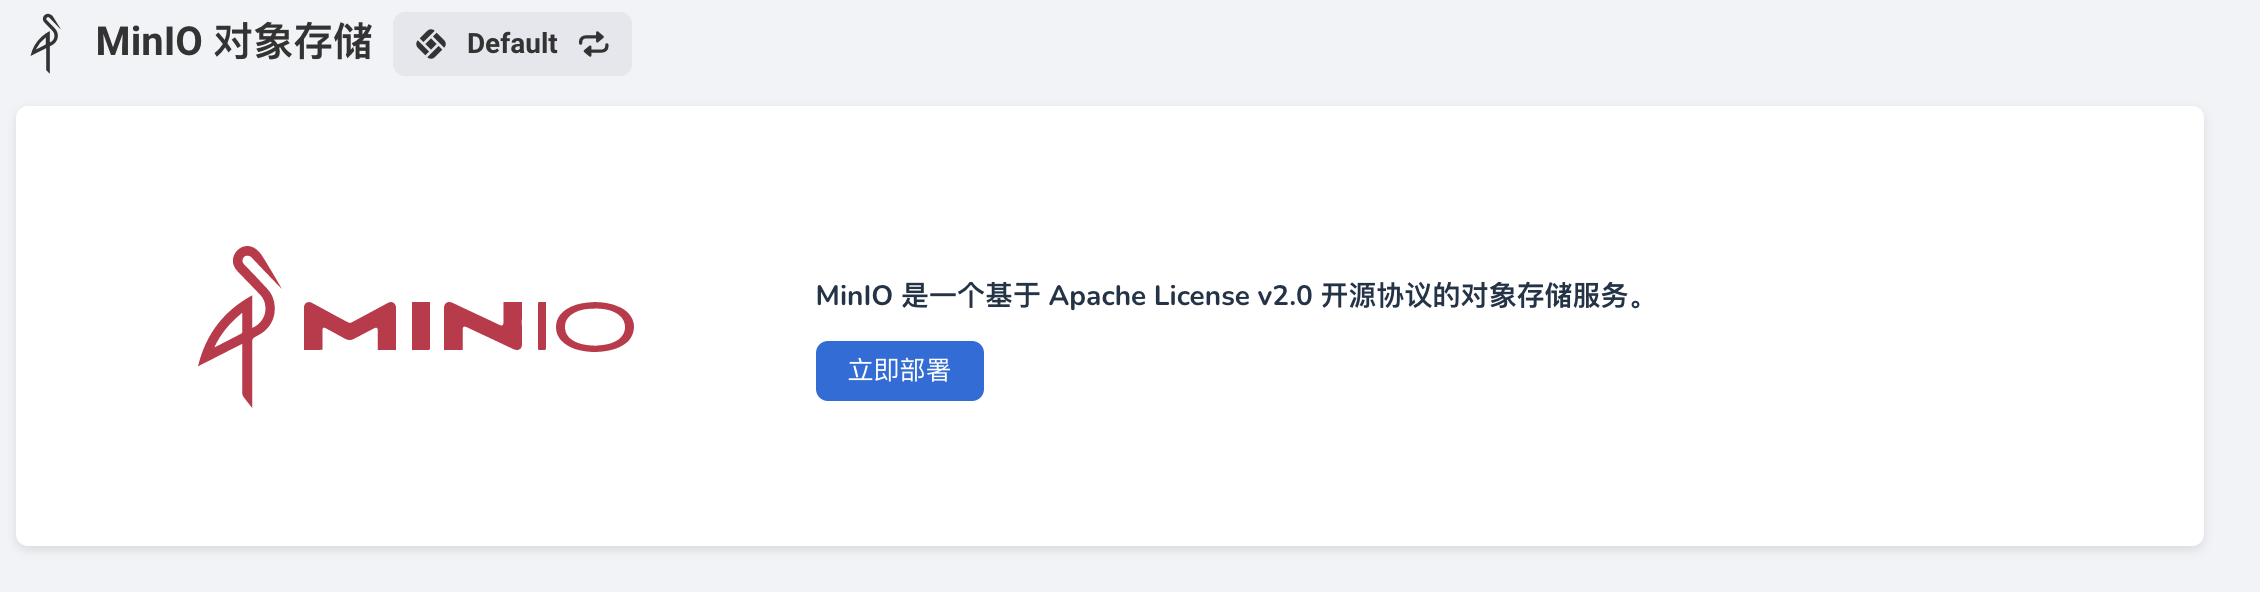 MinIO 对象存储 Default
MINIO
MinIO 是一个基于 Apache License v2.0 开源协议的对象存储服务。
立即部署